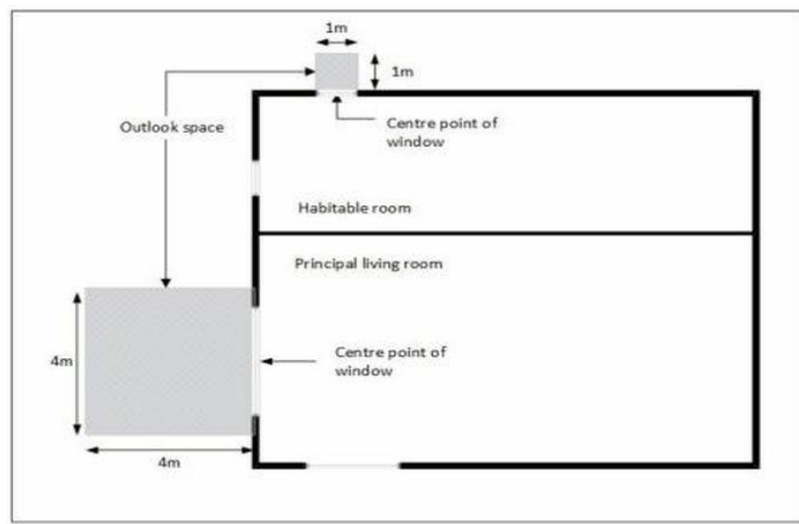 1m
1m
Outlook space
Centre point of
window
Habitable room
Principal living room
4m
Centre point of
window
4m